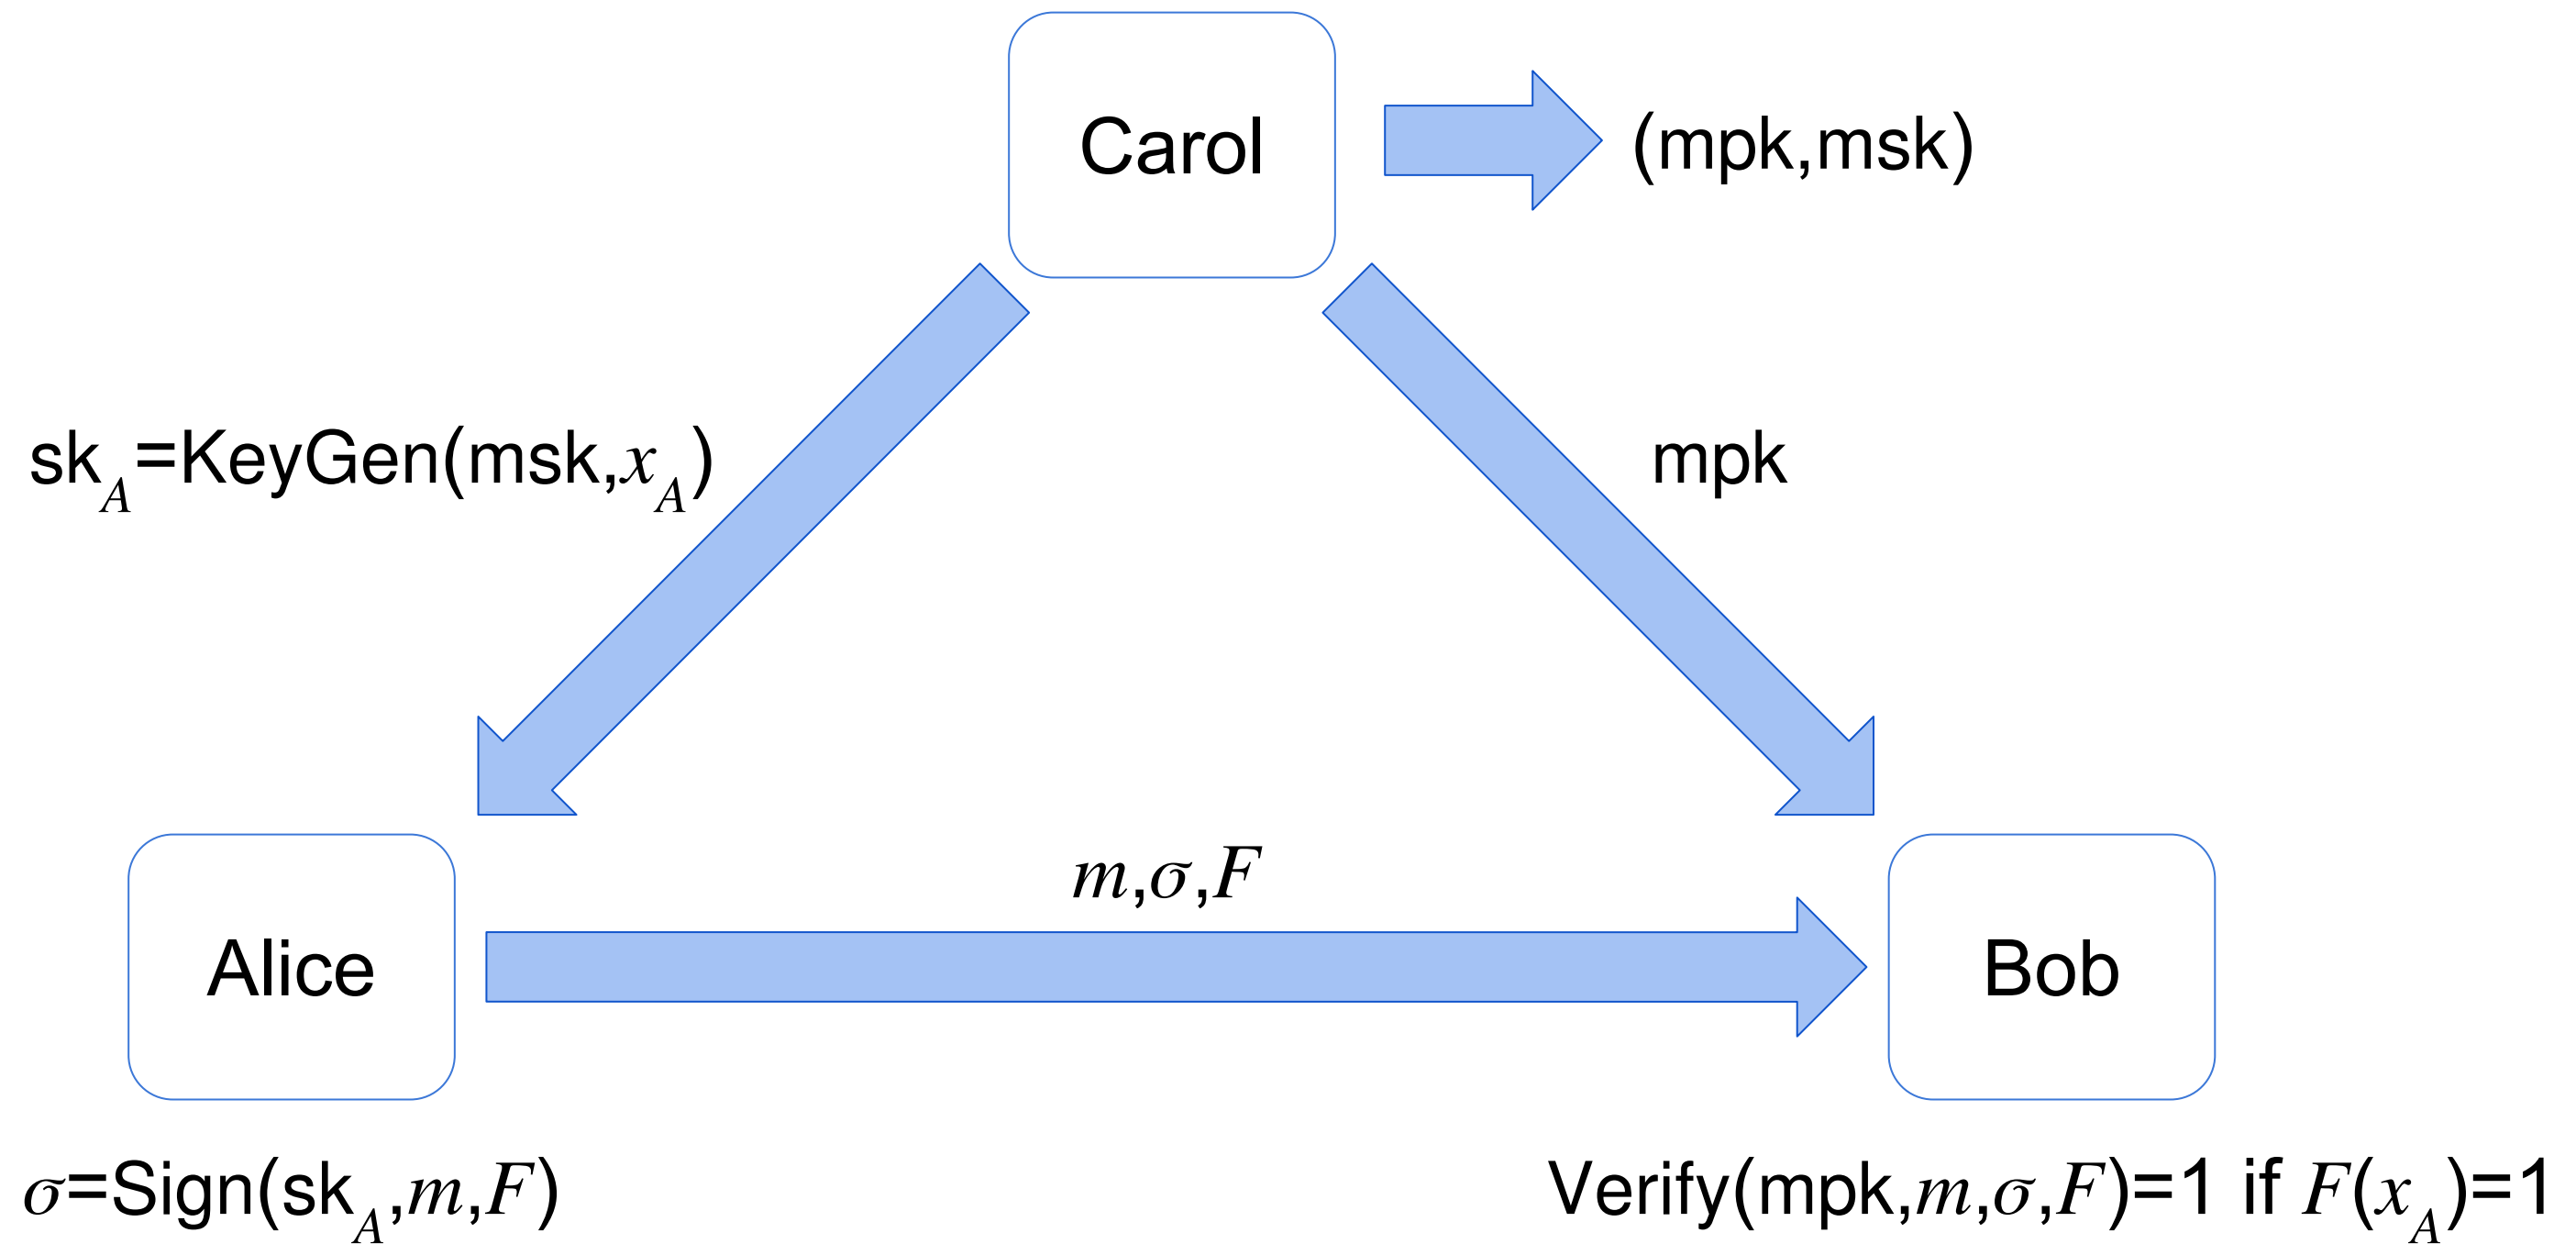 Carol
(mpk,msk)
sk_A=KeyGen(msk,x_A)
mpk
m,σ,F
Alice
Bob
σ=Sign(sk_A,m,F)
Verify(mpk,m,σ,F)=1 if F(x_A)=1